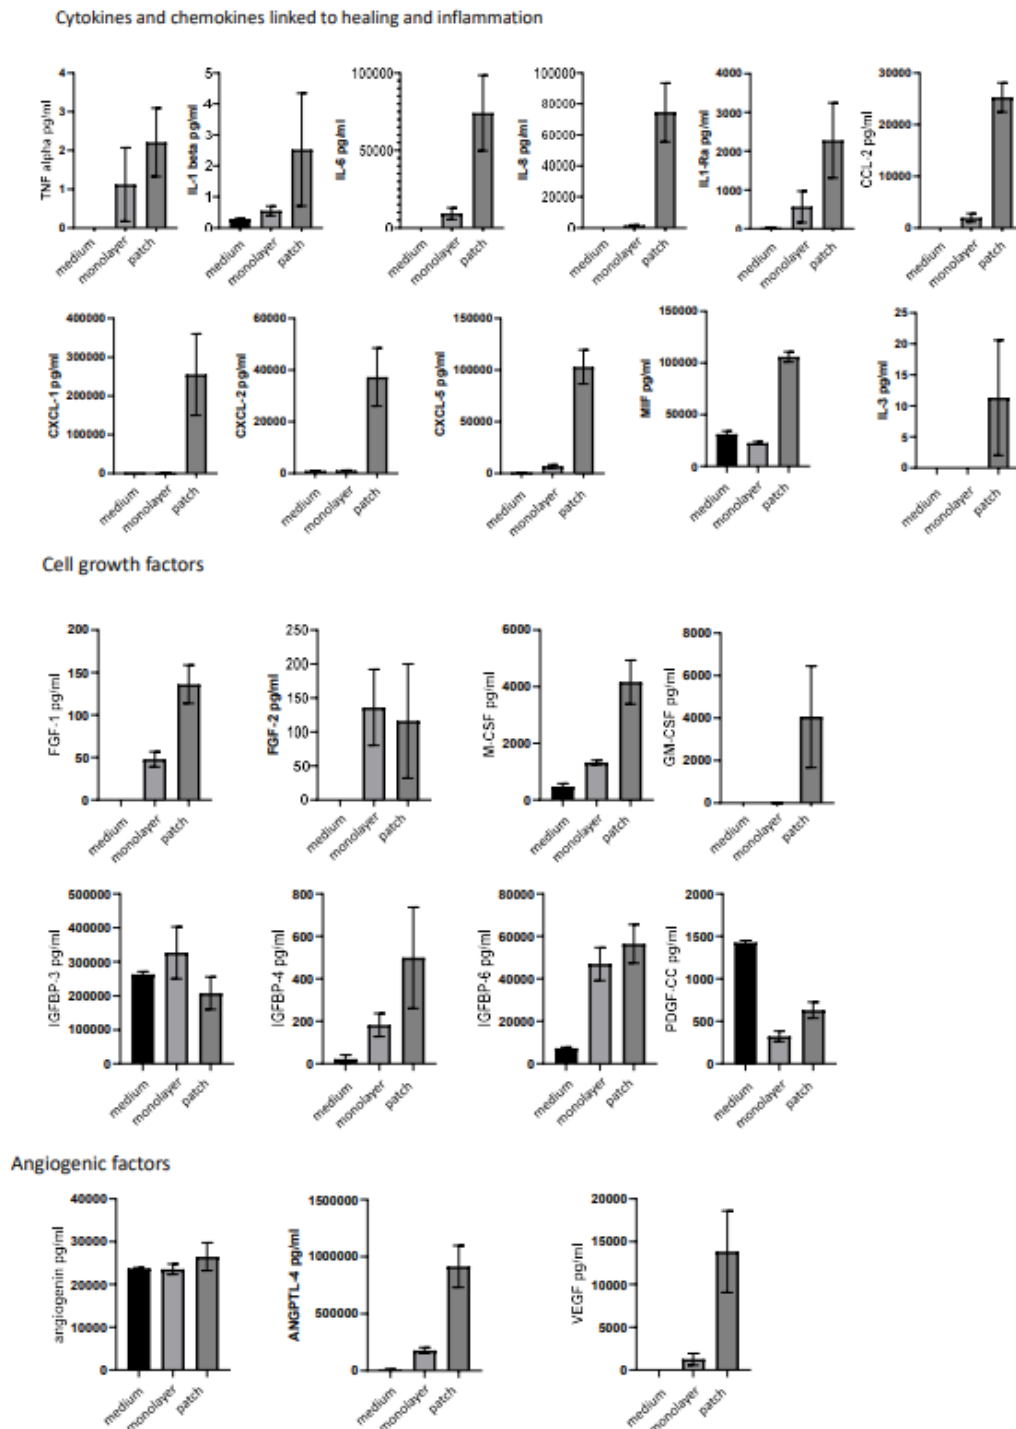 Cytokines and chemokines linked to healing and inflammation
TNF alpha pg/ml
4
3
2
1
0
medium
monolayer
patch
IL-1 beta pg/ml
5
4
3
2
1
0
medium
monolayer
patch
IL-6 pg/ml
100000
50000
0
medium
monolayer
patch
IL-8 pg/ml
100000
80000
60000
40000
20000
0
medium
monolayer
patch
IL1-Ra pg/ml
4000
3000
2000
1000
0
medium
monolayer
patch
CCL-2 pg/ml
30000
20000
10000
0
medium
monolayer
patch
CXCL-1 pg/ml
400000
300000
200000
100000
0
medium
monolayer
patch
CXCL-2 pg/ml
60000
40000
20000
0
medium
monolayer
patch
CXCL-5 pg/ml
150000
100000
50000
0
medium
monolayer
patch
MIF pg/ml
150000
100000
50000
0
medium
monolayer
patch
IL-3 pg/ml
25
20
15
10
5
0
medium
monolayer
patch
Cell growth factors
FGF-1 pg/ml
200
150
100
50
0
medium
monolayer
patch
FGF-2 pg/ml
250
200
150
100
50
0
medium
monolayer
patch
M-CSF pg/ml
6000
4000
2000
0
medium
monolayer
patch
GM-CSF pg/ml
8000
6000
4000
2000
0
medium
monolayer
patch
IGFBP-3 pg/ml
500000
400000
300000
200000
100000
0
medium
monolayer
patch
IGFBP-4 pg/ml
800
600
400
200
0
medium
monolayer
patch
IGFBP-6 pg/ml
80000
60000
40000
20000
0
medium
monolayer
patch
PDGF-CC pg/ml
2000
1500
1000
500
0
medium
monolayer
patch
Angiogenic factors
angiogenin pg/ml
40000
30000
20000
10000
0
medium
monolayer
patch
ANGPTL-4 pg/ml
1500000
1000000
500000
0
medium
monolayer
patch
VEGF pg/ml
20000
15000
10000
5000
0
medium
monolayer
patch